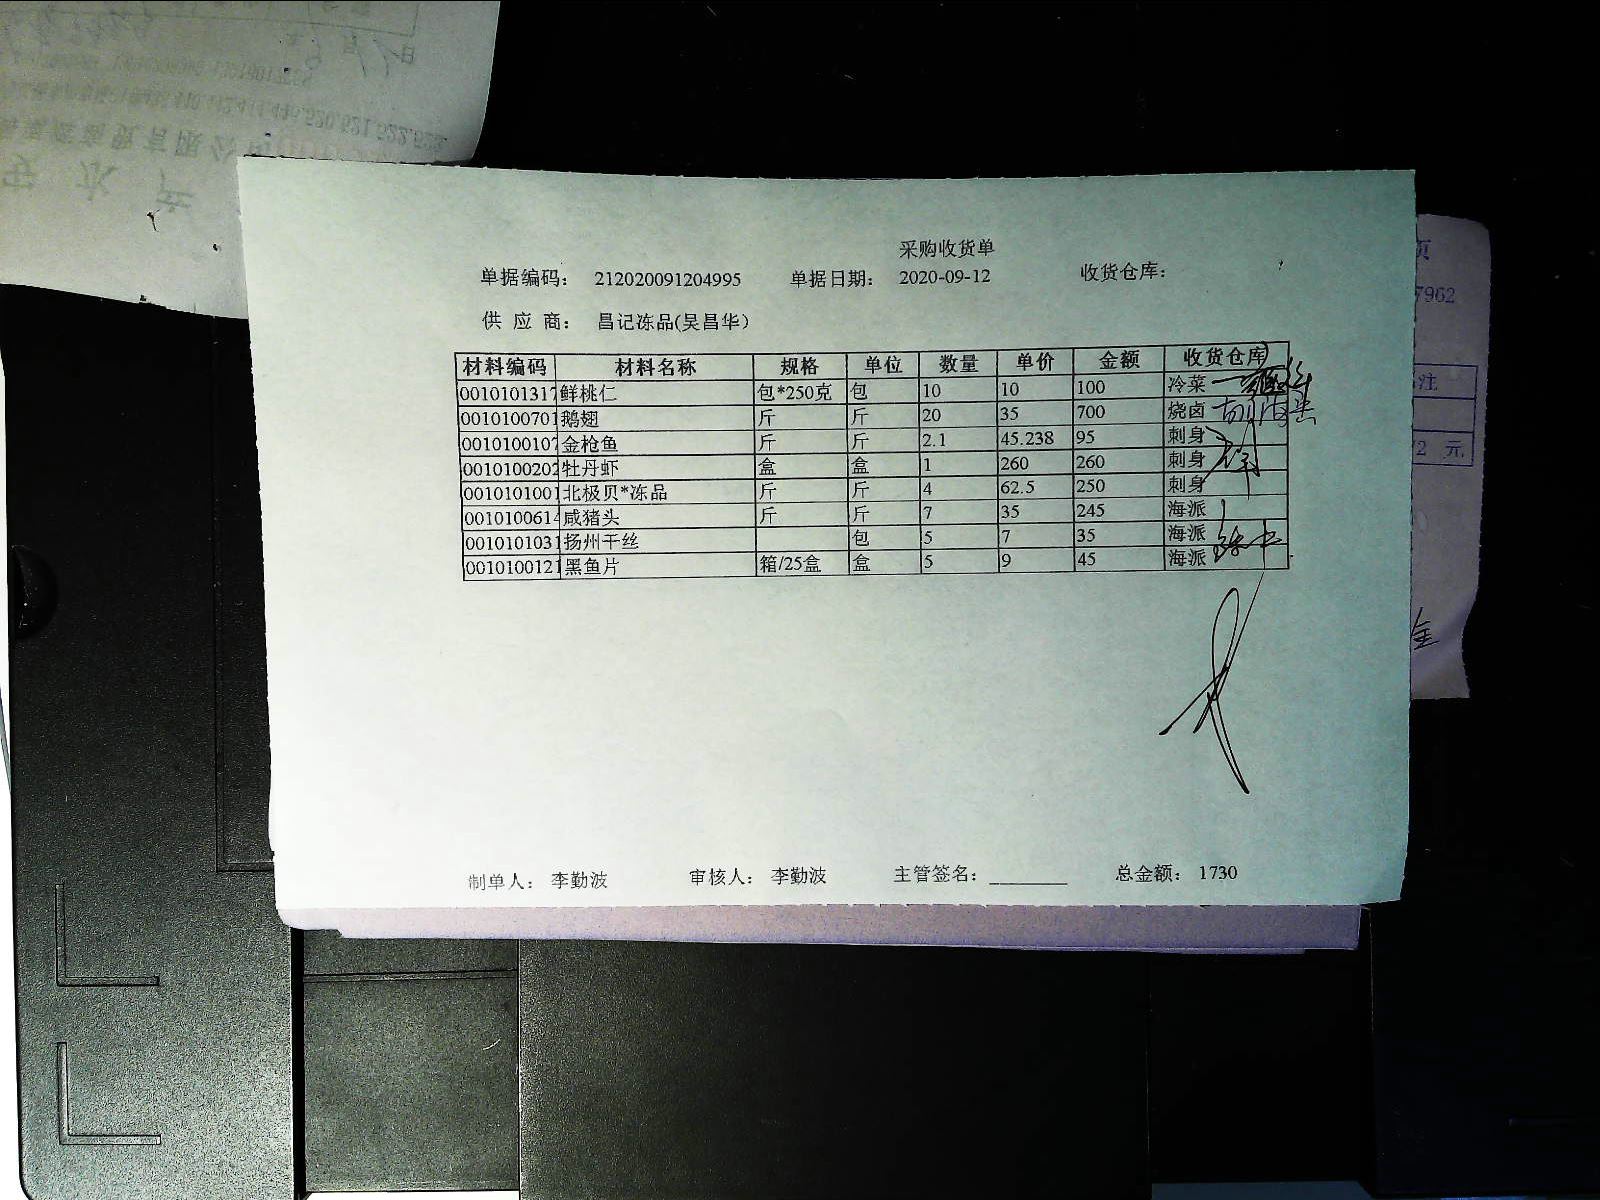 采购收货单
单据编码： 212020091204995 单据日期： 2020-09-12 收货仓库：
供 应 商： 昌记冻品(吴昌华）
材料编码 材料名称 规格 单位 数量 单价 金额 收货仓库
0010101317 鲜桃仁 包*250克 包 10 10 100 冷菜
0010100701 鹅翅 斤 斤 20 35 700 烧卤
0010100107 金枪鱼 斤 斤 2.1 45.238 95 刺身
0010100202 牡丹虾 盒 盒 1 260 260 刺身
0010101001 北极贝*冻品 斤 斤 4 62.5 250 刺身
0010100614 咸猪头 斤 斤 7 35 245 海派
0010101031 扬州干丝 包 5 7 35 海派
0010100121 黑鱼片 箱/25盒 盒 5 9 45 海派
制单人： 李勤波 审核人： 李勤波 主管签名： 总金额： 1730
页
7962
注
2 元